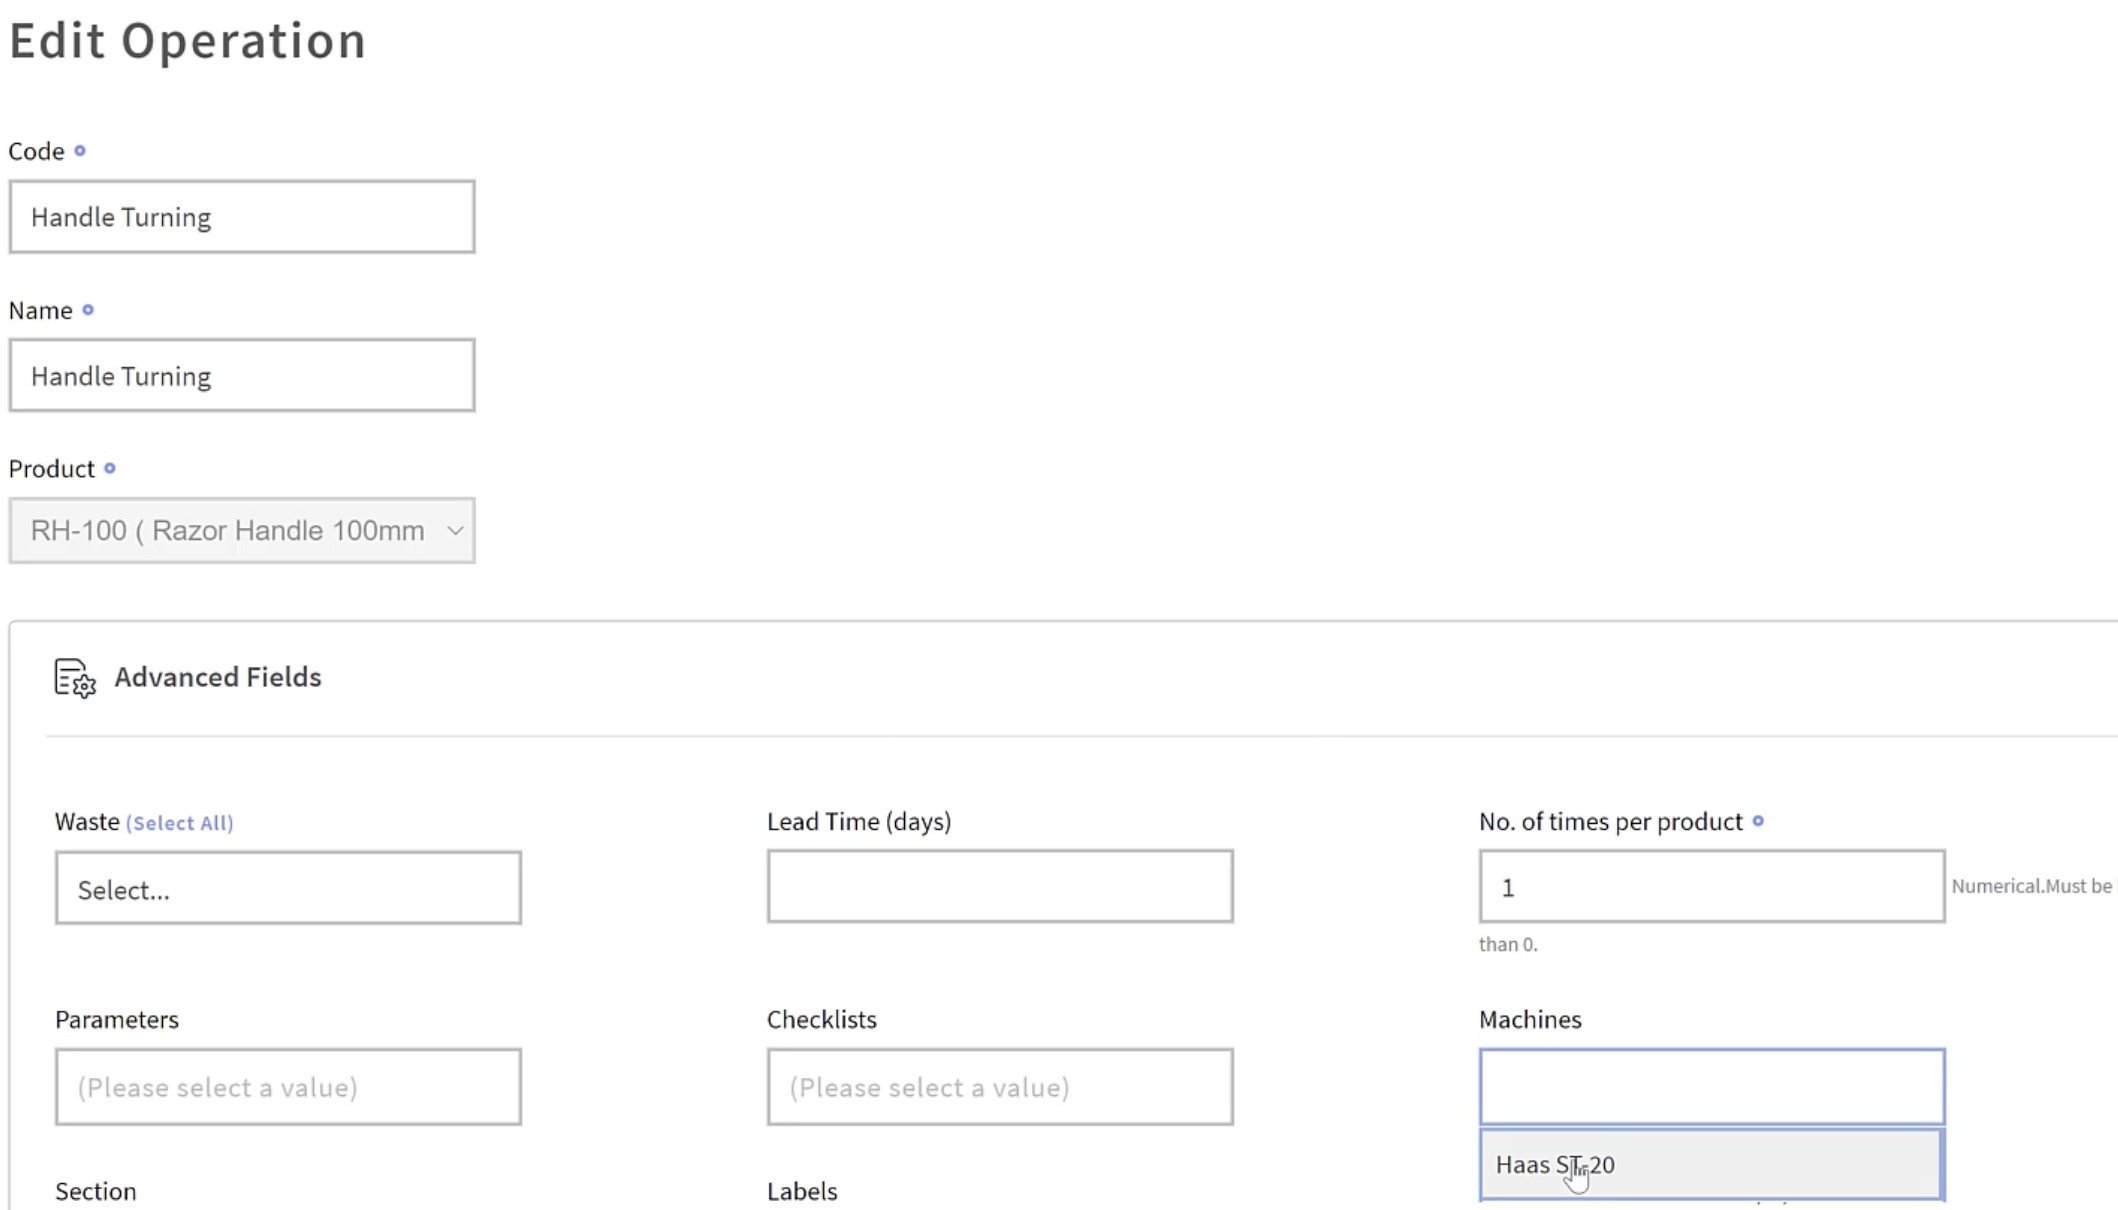 Edit Operation
Code
Handle Turning
Name
Handle Turning
Product
RH-100 ( Razor Handle 100mm
Advanced Fields
Waste (Select All)
Select...
Lead Time (days)
No. of times per product
1
Numerical.Must be
than 0.
Parameters
(Please select a value)
Checklists
(Please select a value)
Machines
Haas ST-20
Section
Labels